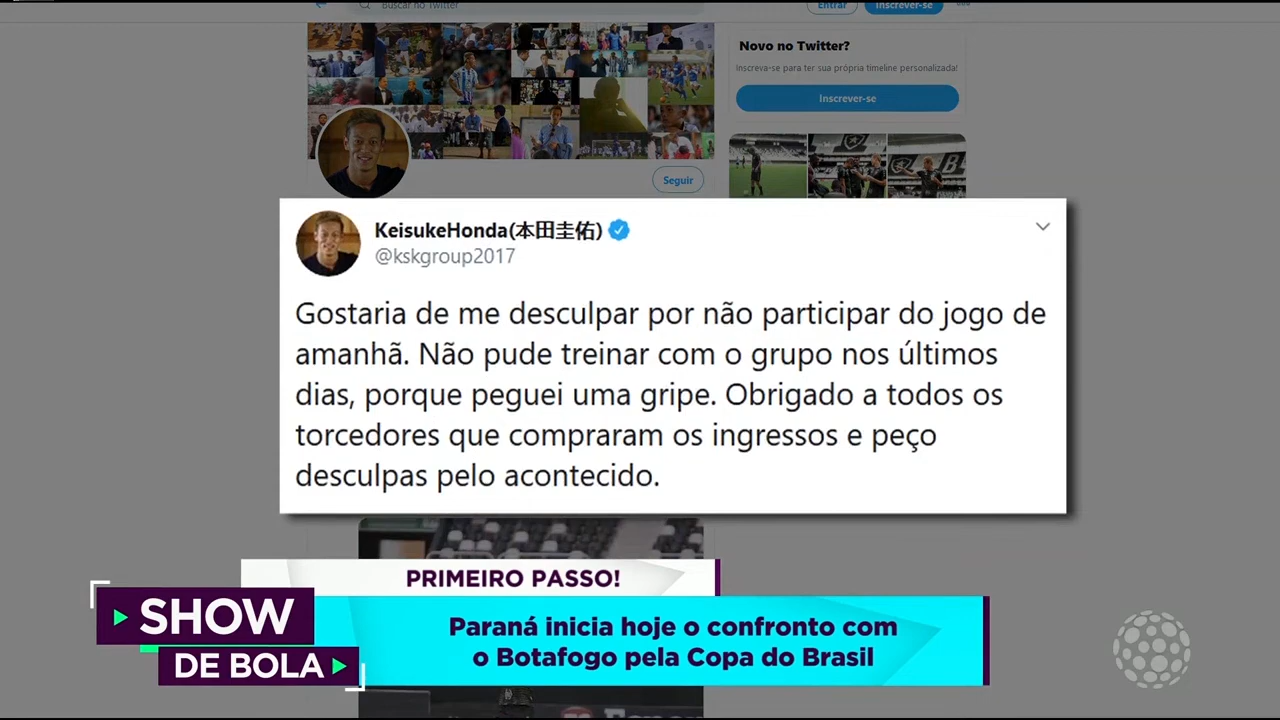 Buscar no Twitter
Entrar
Inscrever-se
Novo no Twitter?
Inscreva-se para ter sua própria timeline personalizada!
Inscrever-se
Seguir
KeisukeHonda(本田圭佑)
@kskgroup2017
Gostaria de me desculpar por não participar do jogo de
amanhã. Não pude treinar com o grupo nos últimos
dias, porque peguei uma gripe. Obrigado a todos os
torcedores que compraram os ingressos e peço
desculpas pelo acontecido.
PRIMEIRO PASSO!
SHOW
DE BOLA
Paraná inicia hoje o confronto com
o Botafogo pela Copa do Brasil